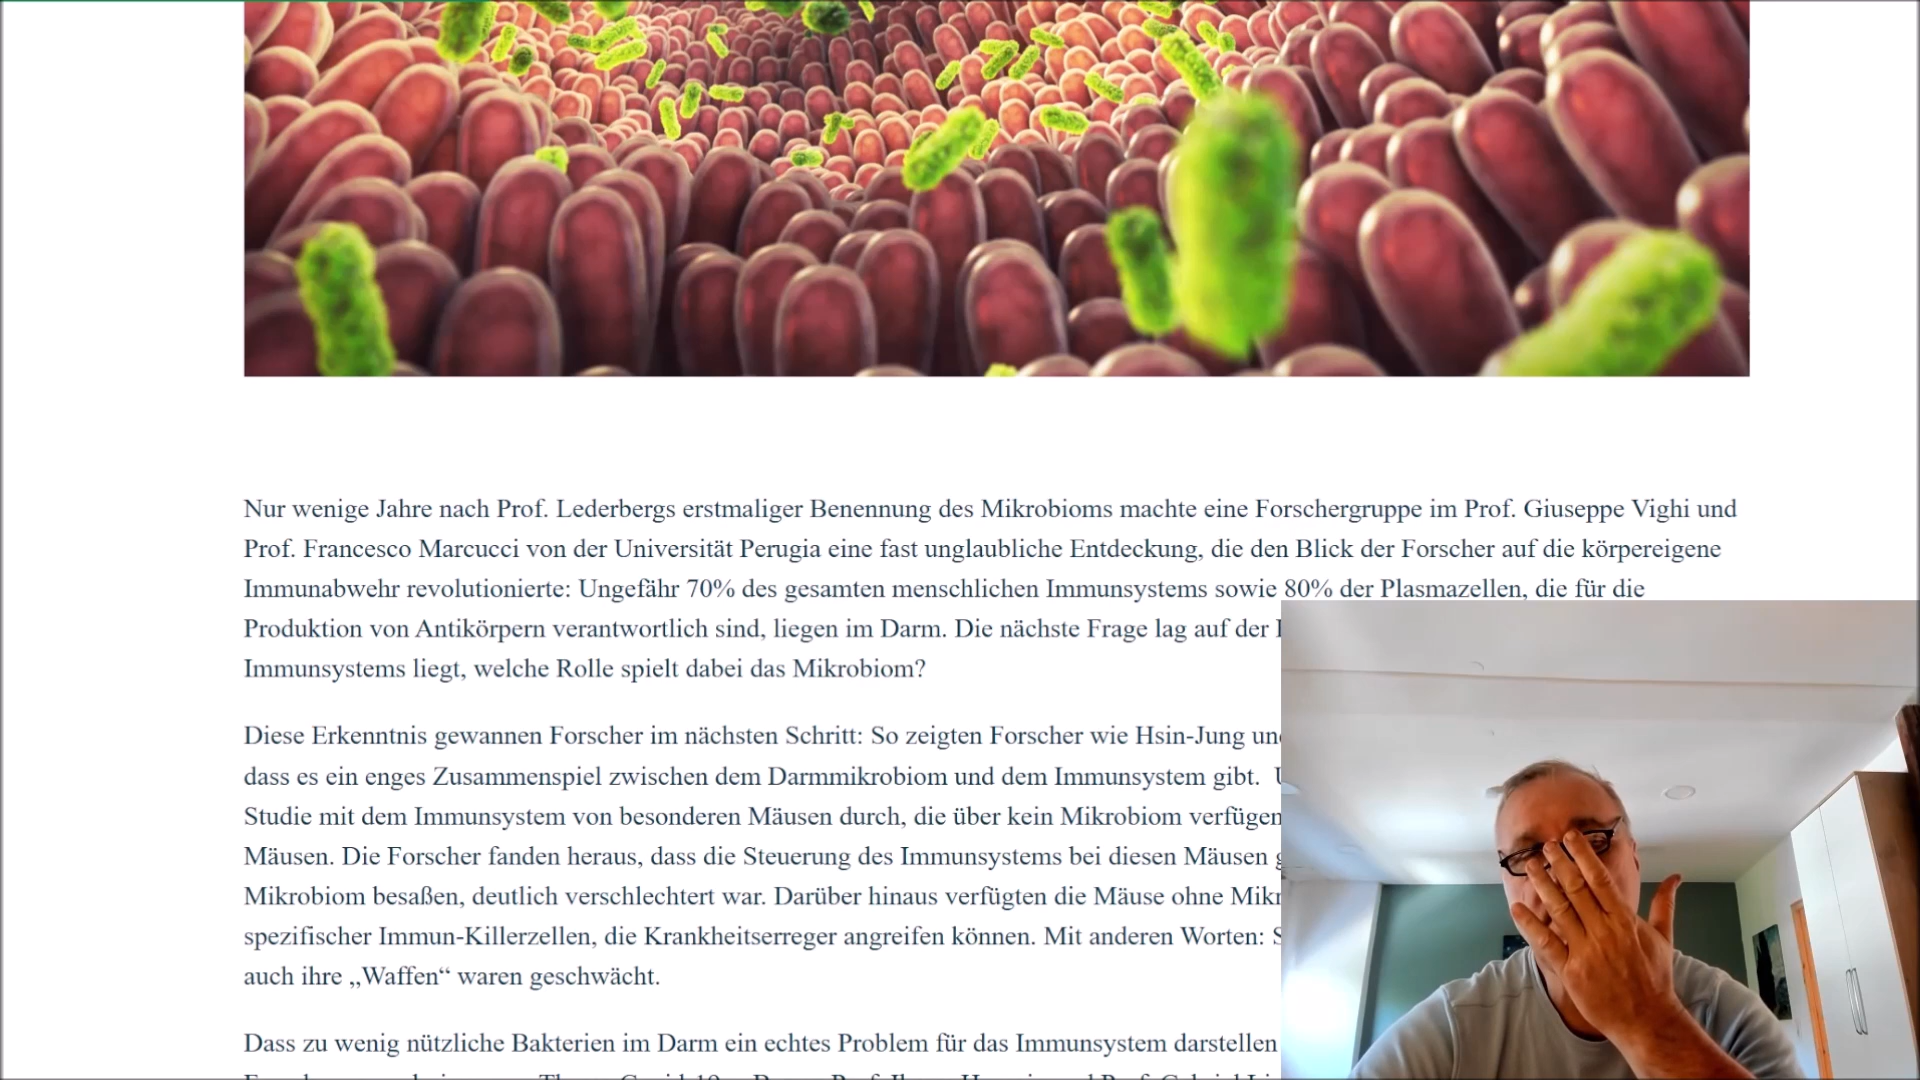 Nur wenige Jahre nach Prof. Lederbergs erstmaliger Benennung des Mikrobioms machte eine Forschergruppe im Prof. Giuseppe Vighi und
Prof. Francesco Marcucci von der Universität Perugia eine fast unglaubliche Entdeckung, die den Blick der Forscher auf die körpereigene
Immunabwehr revolutionierte: Ungefähr 70% des gesamten menschlichen Immunsystems sowie 80% der Plasmazellen, die für die
Produktion von Antikörpern verantwortlich sind, liegen im Darm. Die nächste Frage lag auf der
Immunsystems liegt, welche Rolle spielt dabei das Mikrobiom?
Diese Erkenntnis gewannen Forscher im nächsten Schritt: So zeigten Forscher wie Hsin-Jung
dass es ein enges Zusammenspiel zwischen dem Darmmikrobiom und dem Immunsystem gibt.
Studie mit dem Immunsystem von besonderen Mäusen durch, die über kein Mikrobiom verfügen
Mäusen. Die Forscher fanden heraus, dass die Steuerung des Immunsystems bei diesen Mäusen
Mikrobiom besaßen, deutlich verschlechtert war. Darüber hinaus verfügten die Mäuse ohne
spezifischer Immun-Killerzellen, die Krankheitserreger angreifen können. Mit anderen Worten:
auch ihre „Waffen“ waren geschwächt.
Dass zu wenig nützliche Bakterien im Darm ein echtes Problem für das Immunsystem darstellen